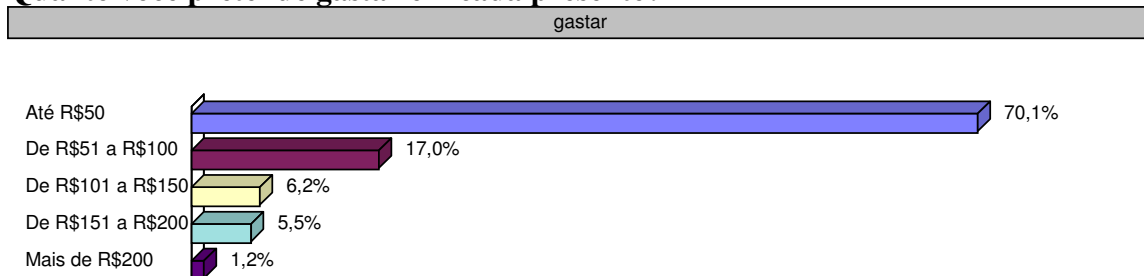 gastar
Até R$50 70,1%
De R$51 a R$100 17,0%
De R$101 a R$150 6,2%
De R$151 a R$200 5,5%
Mais de R$200 1,2%